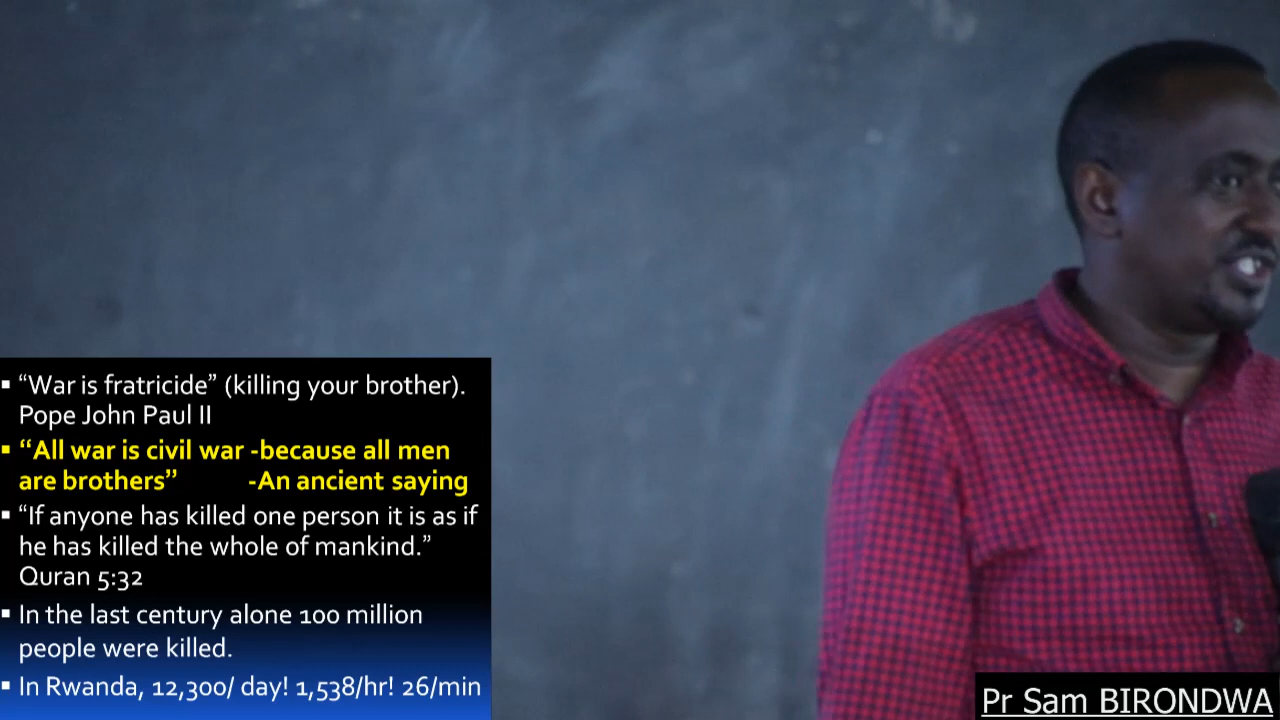 ▪ “War is fratricide” (killing your brother).
Pope John Paul II
▪ “All war is civil war -because all men
are brothers” -An ancient saying
▪ “If anyone has killed one person it is as if
he has killed the whole of mankind.”
Quran 5:32
▪ In the last century alone 100 million
people were killed.
▪ In Rwanda, 12,300/ day! 1,538/hr! 26/min
Pr Sam BIRONDWA